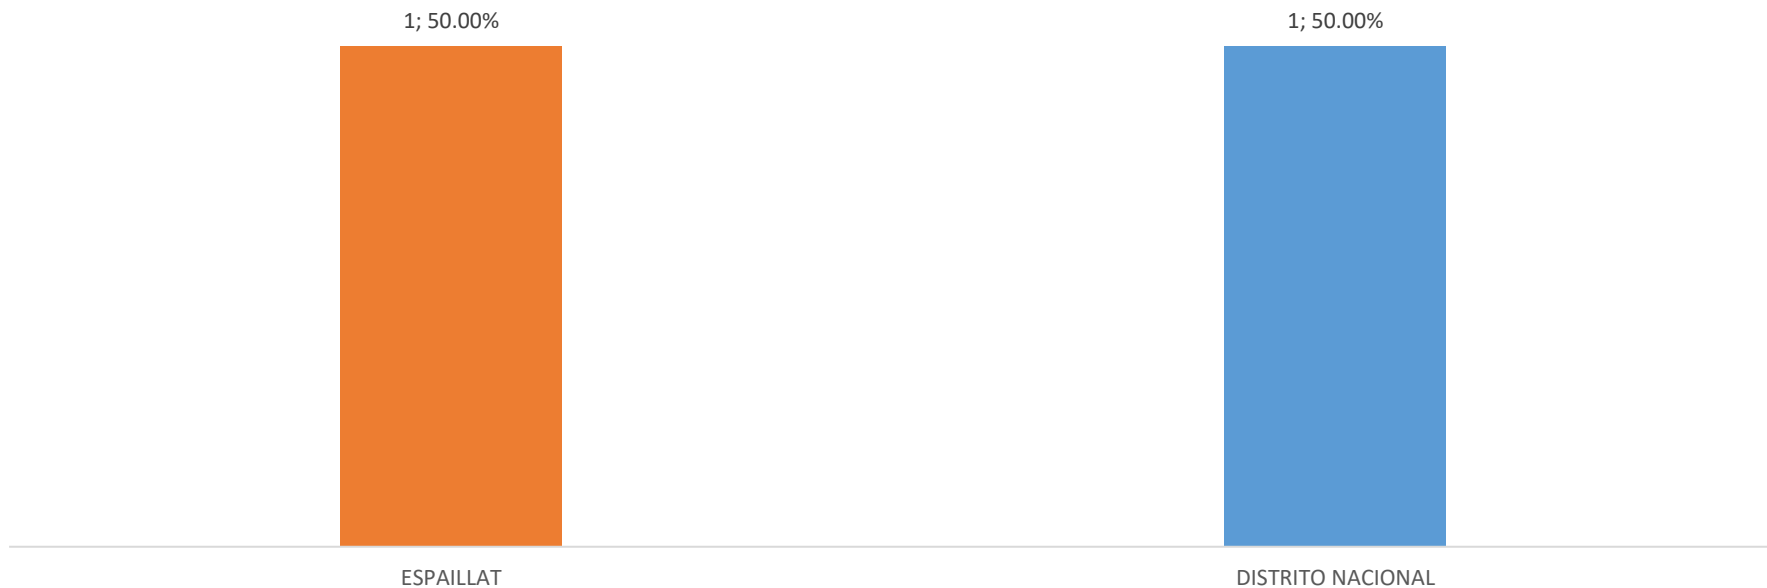 1; 50.00%
1; 50.00%
ESPAILLAT
DISTRITO NACIONAL